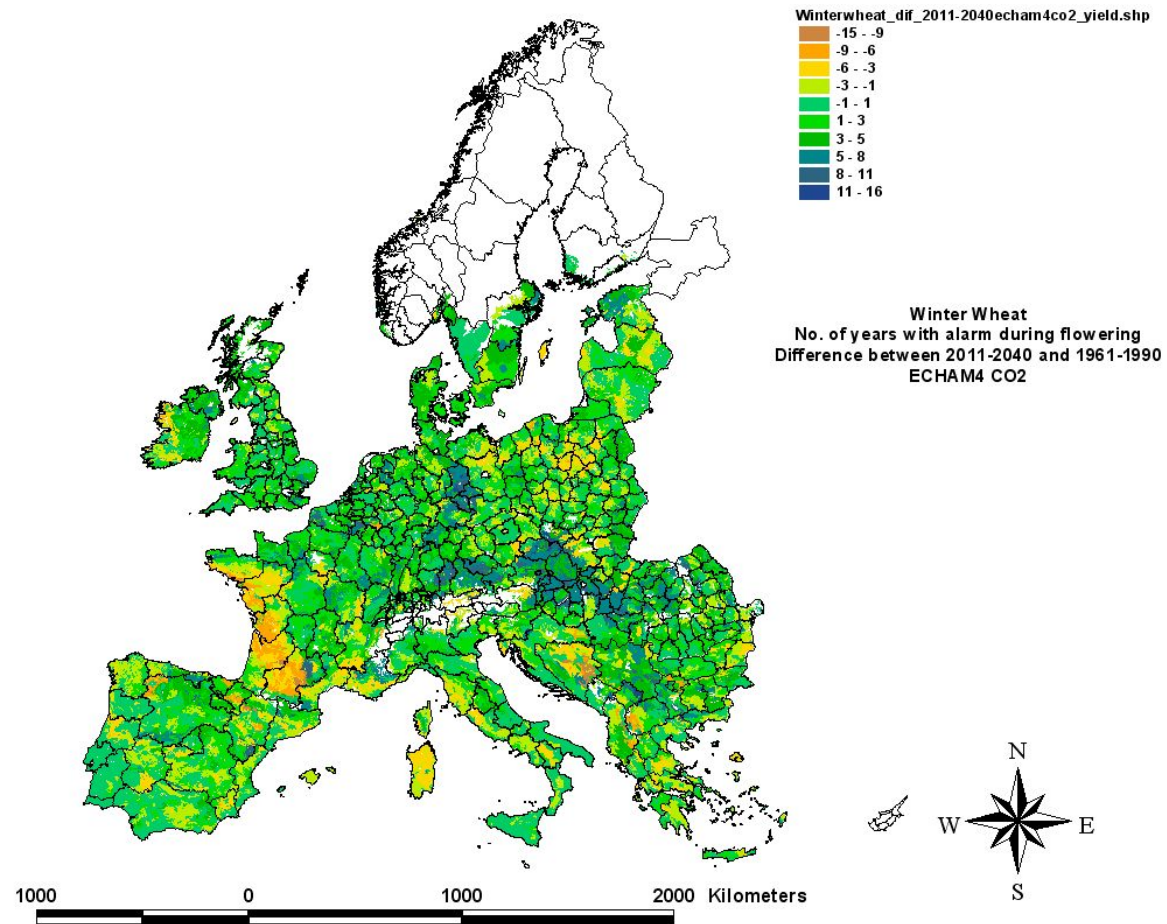 Winterwheat_dif_2011-2040echam4co2_yield.shp
-15 - -9
-9 - -6
-6 - -3
-3 - -1
-1 - 1
1 - 3
3 - 5
5 - 8
8 - 11
11 - 16
Winter Wheat
No. of years with alarm during flowering
Difference between 2011-2040 and 1961-1990
ECHAM4 CO2
N
W E
S
1000 0 1000 2000 Kilometers